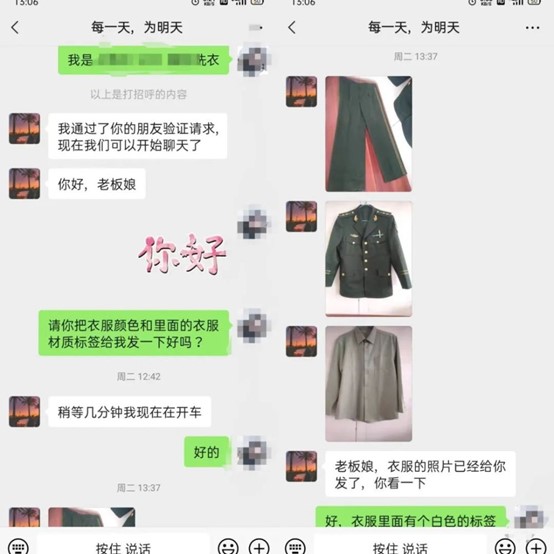 13:06
每一天，为明天
我是
洗衣
以上是打招呼的内容
我通过了你的朋友验证请求，
现在我们可以开始聊天了
你好，老板娘
你好
请你把衣服颜色和里面的衣服
材质标签给我发一下好吗？
周二 12:42
稍等几分钟我现在在开车
好的
周二 13:37
按住 说话
13:06
每一天，为明天
周二 13:37
老板娘，衣服的照片已经给你
发了，你看一下
好，衣服里面有个白色的标签
按住 说话